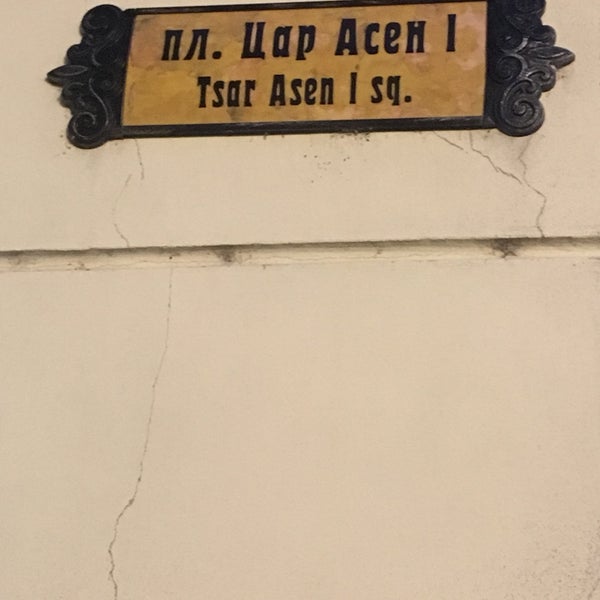 пл. Цар Асен I
Tsar Asen I sq.